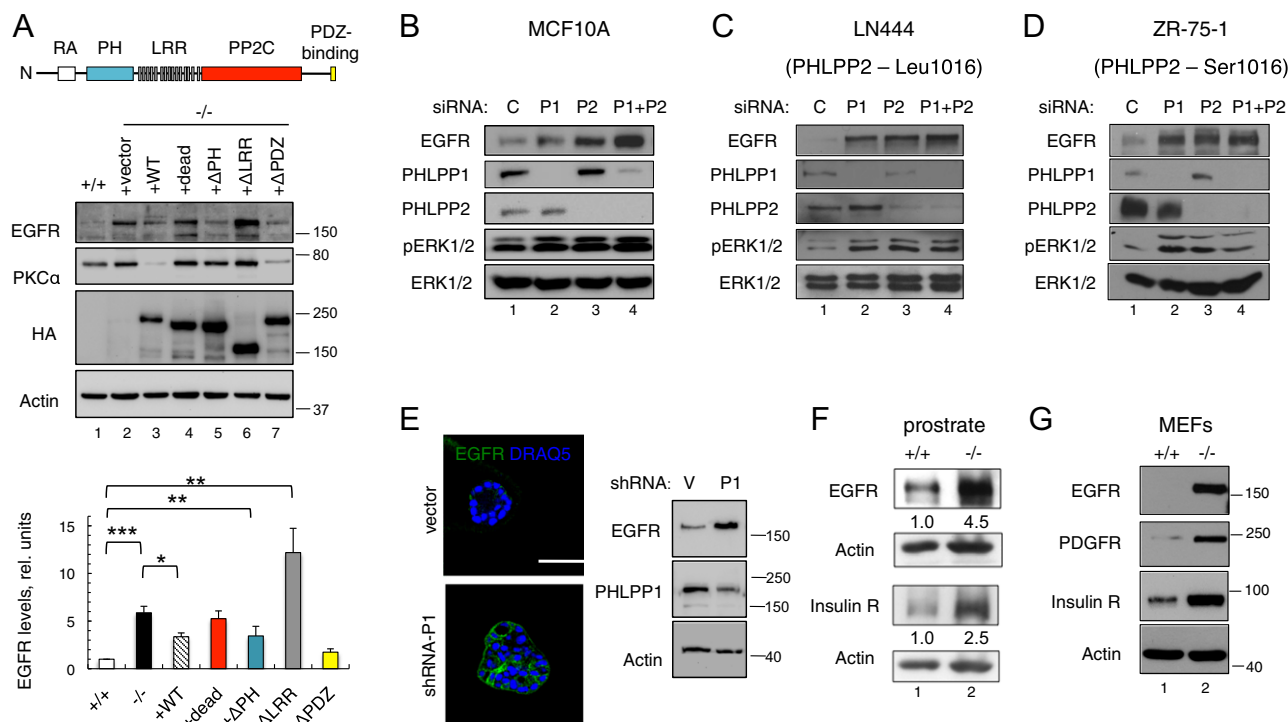 A
RA PH LRR PP2C PDZ-
binding
N
-/-
+/+ +vector +WT +dead +ΔPH +ΔLRR +ΔPDZ
EGFR
150
PKCα
80
HA
250
150
Actin
37
1 2 3 4 5 6 7
EGFR levels, rel. units
15
10
5
0
**
**
***
*
+/+ -/- +WT +dead +ΔPH ΔLRR ΔPDZ
B
MCF10A
siRNA: C P1 P2 P1+P2
EGFR
PHLPP1
PHLPP2
pERK1/2
ERK1/2
1 2 3 4
C
LN444
(PHLPP2 – Leu1016)
siRNA: C P1 P2 P1+P2
EGFR
PHLPP1
PHLPP2
pERK1/2
ERK1/2
1 2 3 4
D
ZR-75-1
(PHLPP2 – Ser1016)
siRNA: C P1 P2 P1+P2
EGFR
PHLPP1
PHLPP2
pERK1/2
ERK1/2
1 2 3 4
E
EGFR DRAQ5
vector
shRNA-P1
shRNA: V P1
EGFR
150
PHLPP1
250
150
Actin
40
F
prostrate
+/+ -/-
EGFR
1.0 4.5
Actin
Insulin R
1.0 2.5
Actin
1 2
G
MEFs
+/+ -/-
EGFR
150
PDGFR
250
Insulin R
100
Actin
40
1 2